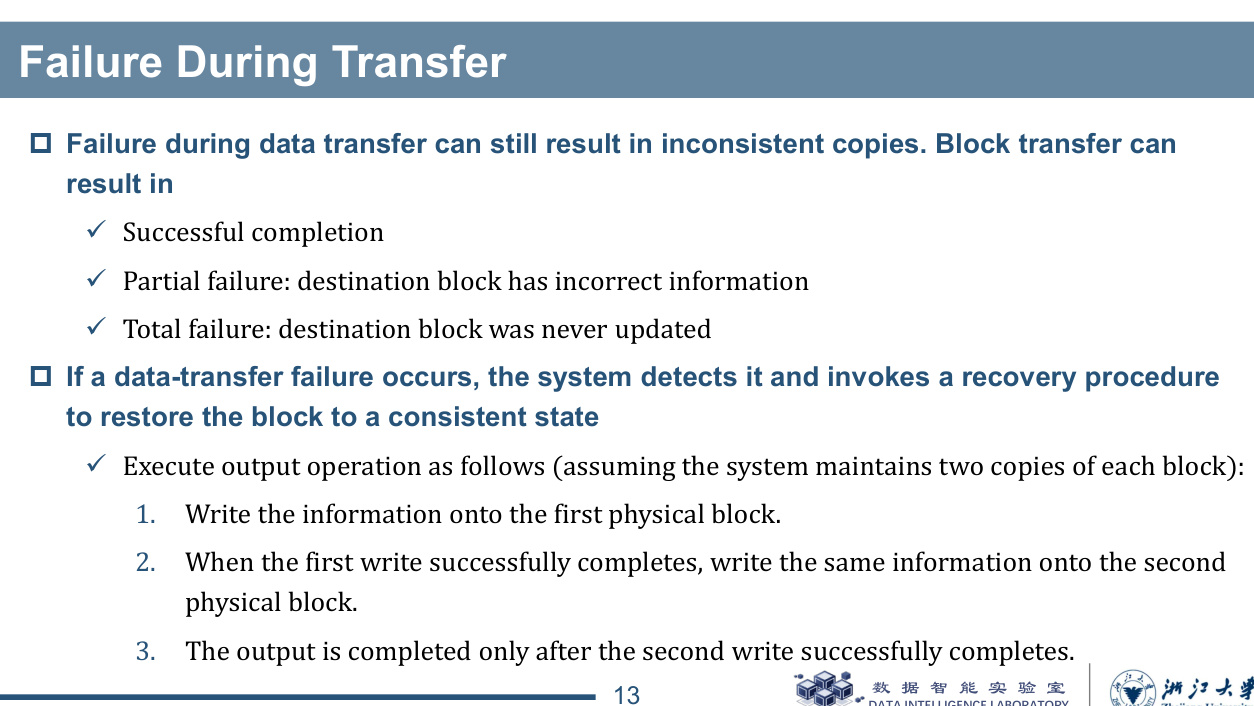 Failure During Transfer
Failure during data transfer can still result in inconsistent copies. Block transfer can
result in
✓ Successful completion
✓ Partial failure: destination block has incorrect information
✓ Total failure: destination block was never updated
If a data-transfer failure occurs, the system detects it and invokes a recovery procedure
to restore the block to a consistent state
✓ Execute output operation as follows (assuming the system maintains two copies of each block):
1. Write the information onto the first physical block.
2. When the first write successfully completes, write the same information onto the second
physical block.
3. The output is completed only after the second write successfully completes.
13
数据智能实验室
DATA INTELLIGENCE LABORATORY
浙江大学